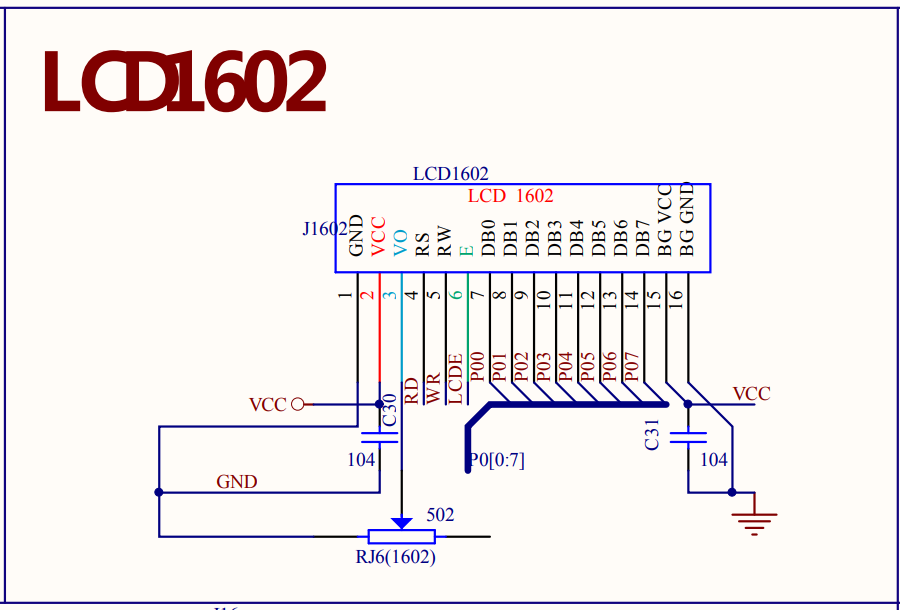 LCD1602
LCD1602
LCD 1602
J1602
GND
VCC
VO
RS
RW
E
DB0
DB1
DB2
DB3
DB4
DB5
DB6
DB7
BG VCC
BG GND
1
2
3
4
5
6
7
8
9
10
11
12
13
14
15
16
RD
WR
LCDE
P00
P01
P02
P03
P04
P05
P06
P07
VCC
C30
104
GND
P0[0:7]
VCC
C31
104
502
RJ6(1602)